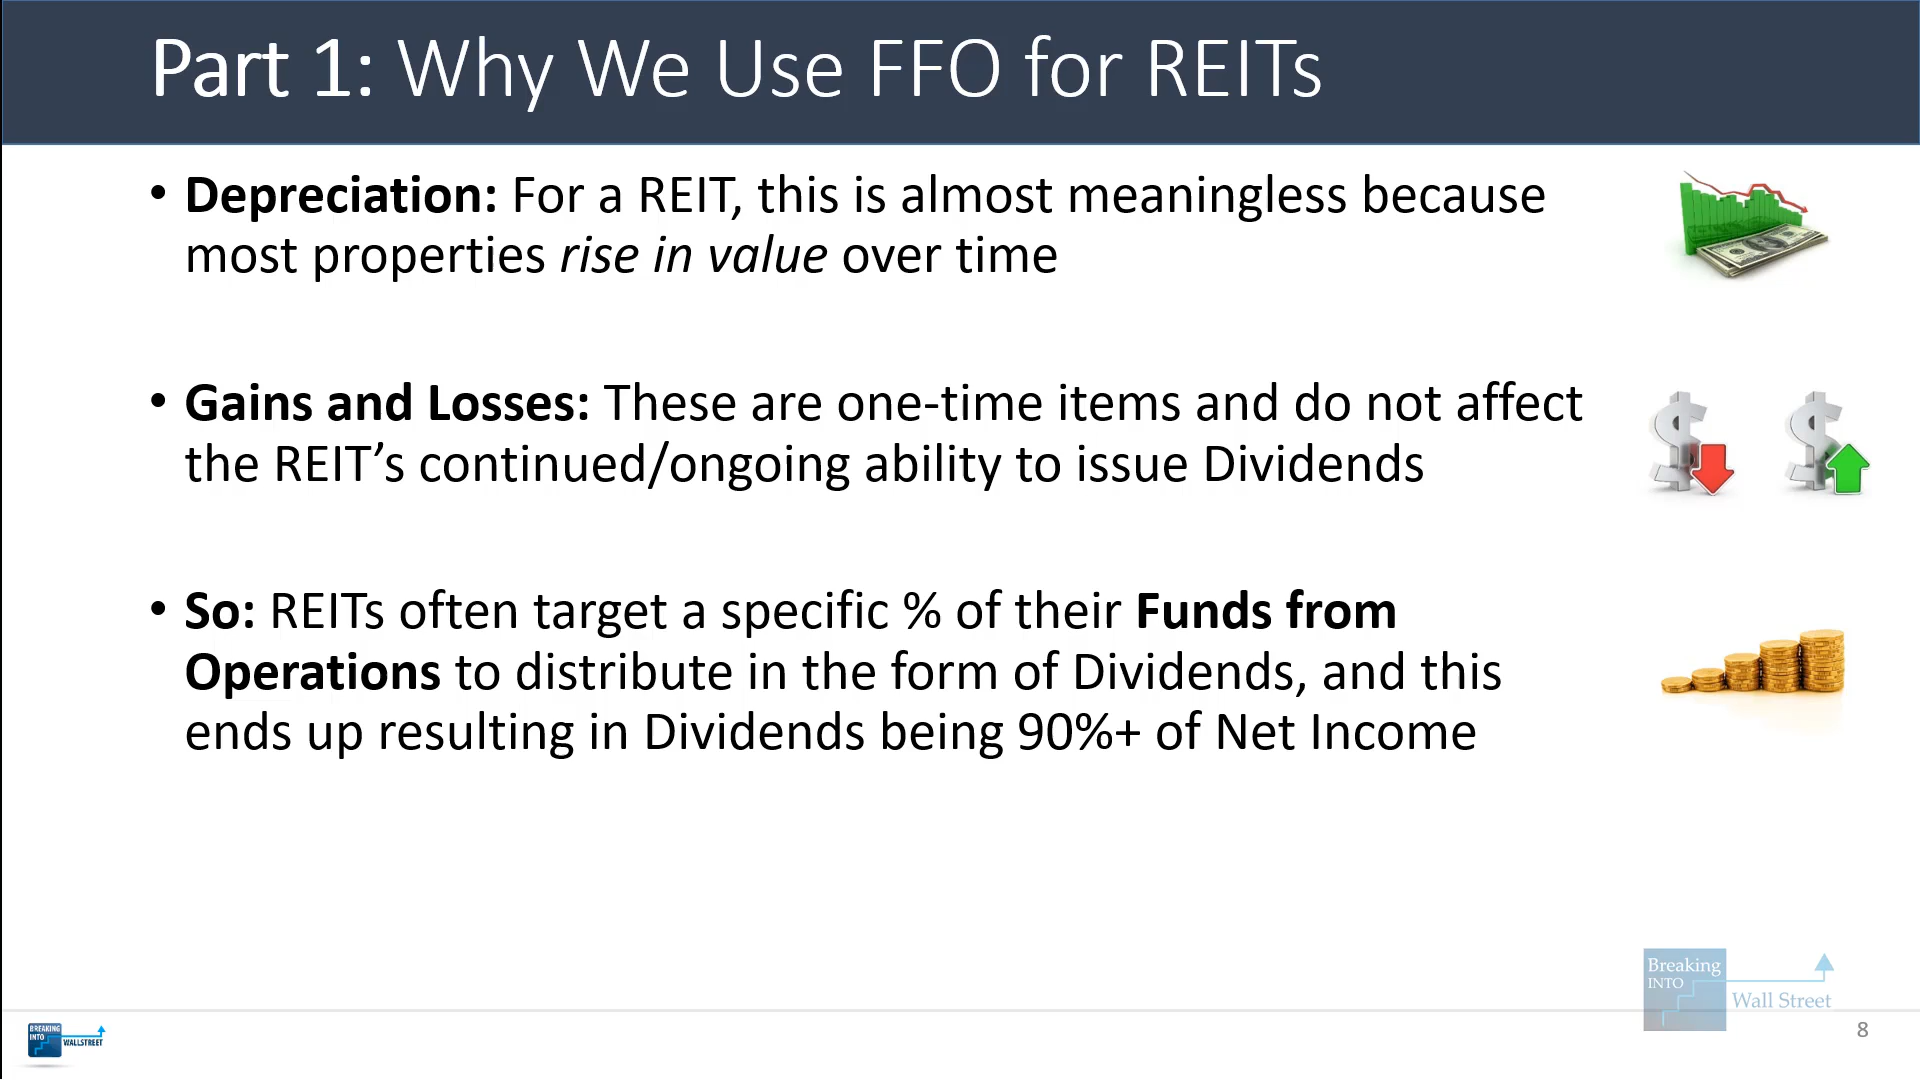 Part 1: Why We Use FFO for REITs
• Depreciation: For a REIT, this is almost meaningless because
most properties rise in value over time
• Gains and Losses: These are one-time items and do not affect
the REIT’s continued/ongoing ability to issue Dividends
• So: REITs often target a specific % of their Funds from
Operations to distribute in the form of Dividends, and this
ends up resulting in Dividends being 90%+ of Net Income
Breaking
INTO
Wall Street
BREAKING
INTO
WALLSTREET
8